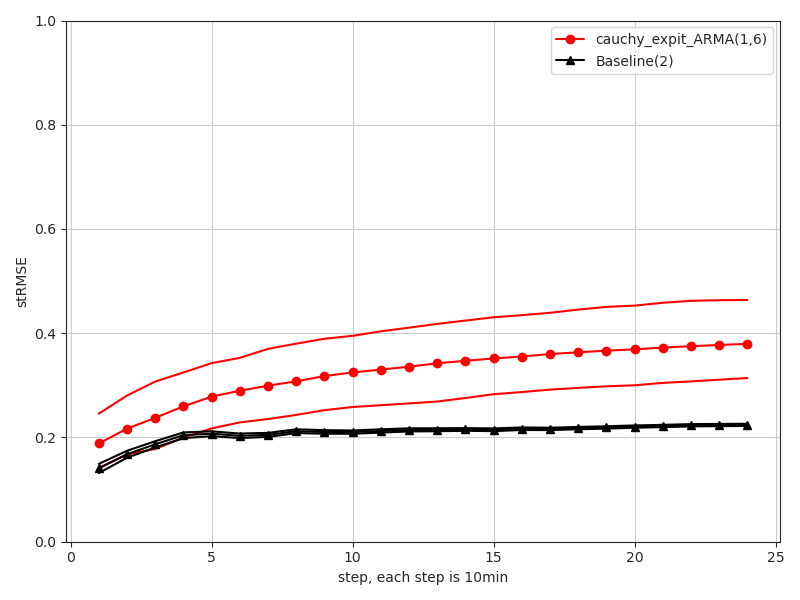 cauchy_expit_ARMA(1,6)
Baseline(2)
1.0
0.8
0.6
0.4
0.2
0.0
stRMSE
0 5 10 15 20 25
step, each step is 10min